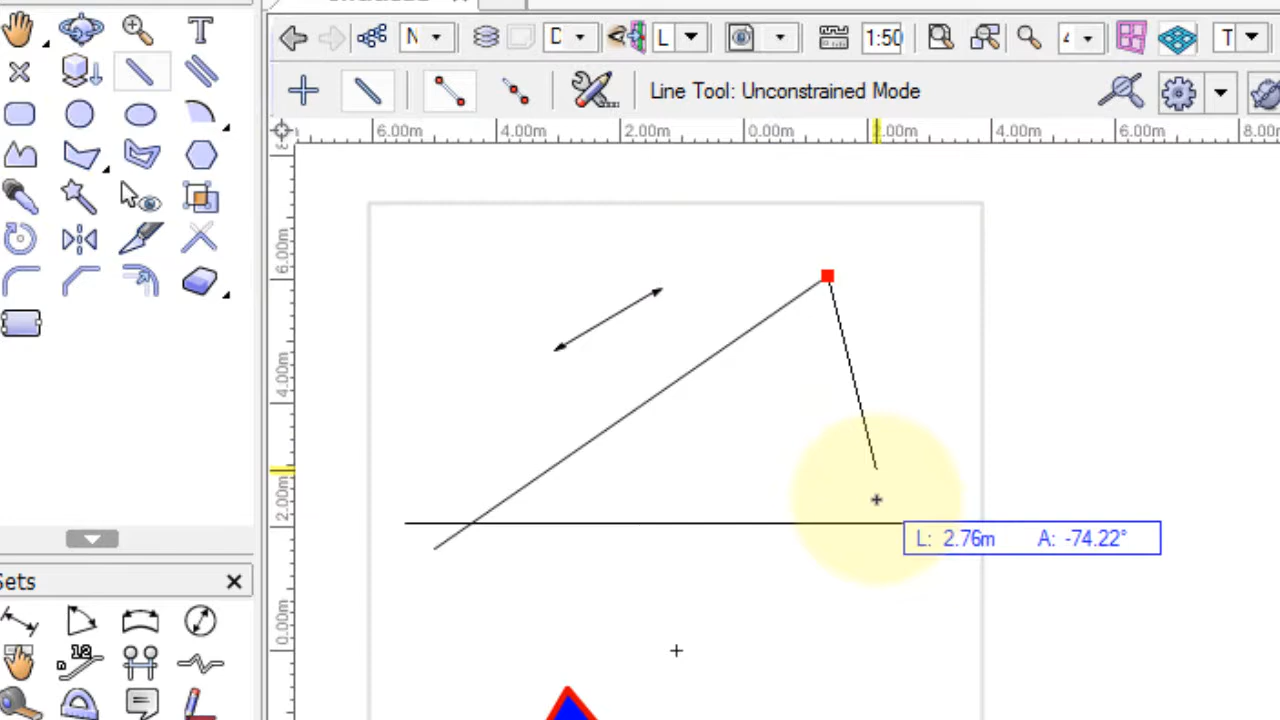 T
N
D
L
1:50
T
Line Tool: Unconstrained Mode
6.00m 4.00m 2.00m 0.00m 2.00m 4.00m 6.00m 8.00
6.00m
4.00m
2.00m
0.00m
L: 2.76m A: -74.22°
Sets
12